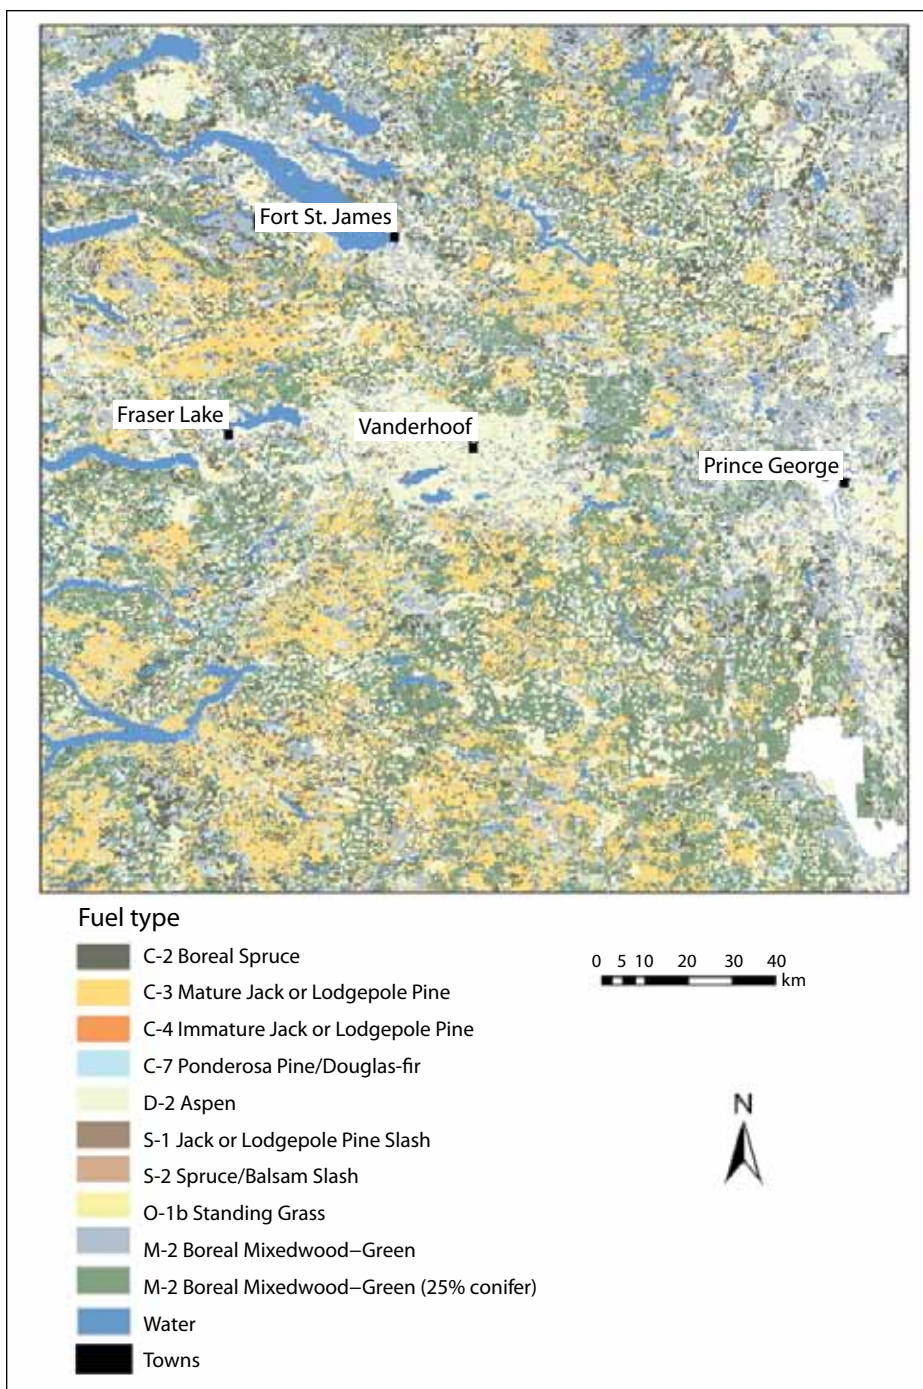 Fort St. James
Fraser Lake
Vanderhoof
Prince George
Fuel type
C-2 Boreal Spruce
C-3 Mature Jack or Lodgepole Pine
C-4 Immature Jack or Lodgepole Pine
C-7 Ponderosa Pine/Douglas-fir
D-2 Aspen
S-1 Jack or Lodgepole Pine Slash
S-2 Spruce/Balsam Slash
O-1b Standing Grass
M-2 Boreal Mixedwood–Green
M-2 Boreal Mixedwood–Green (25% conifer)
Water
Towns
0 5 10 20 30 40
km
N